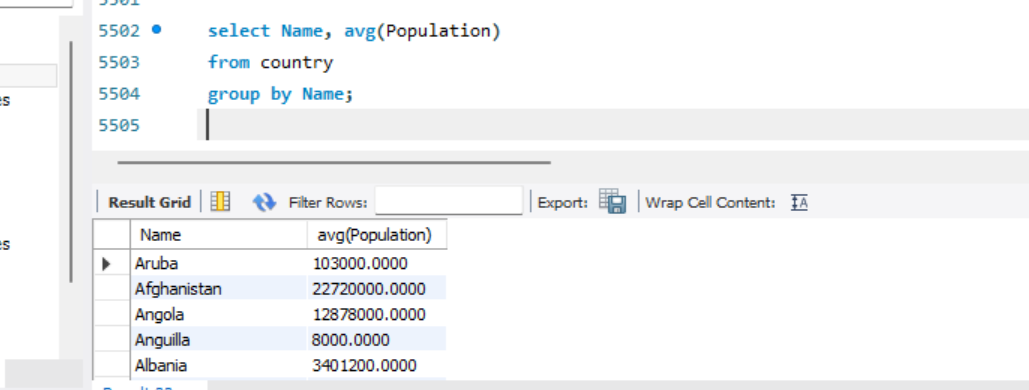 5502 select Name, avg(Population)
5503 from country
5504 group by Name;
5505
Result Grid Filter Rows: Export: Wrap Cell Content: IA
Name avg(Population)
Aruba 103000.0000
Afghanistan 22720000.0000
Angola 12878000.0000
Anguilla 8000.0000
Albania 3401200.0000